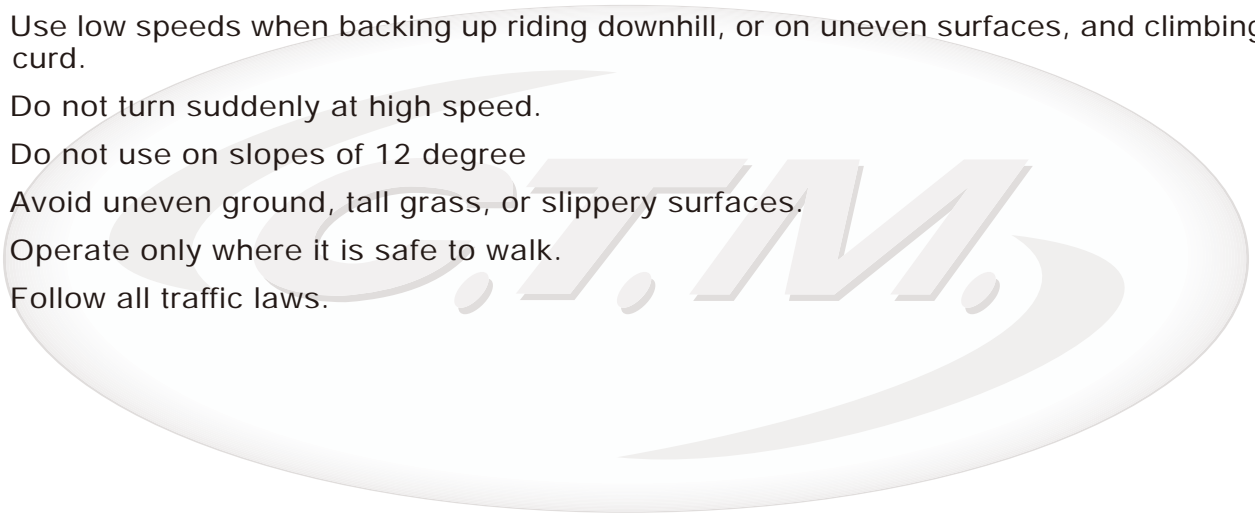 Use low speeds when backing up riding downhill, or on uneven surfaces, and climbing
curd.
Do not turn suddenly at high speed.
Do not use on slopes of 12 degree
Avoid uneven ground, tall grass, or slippery surfaces.
Operate only where it is safe to walk.
Follow all traffic laws.
C.T.M.